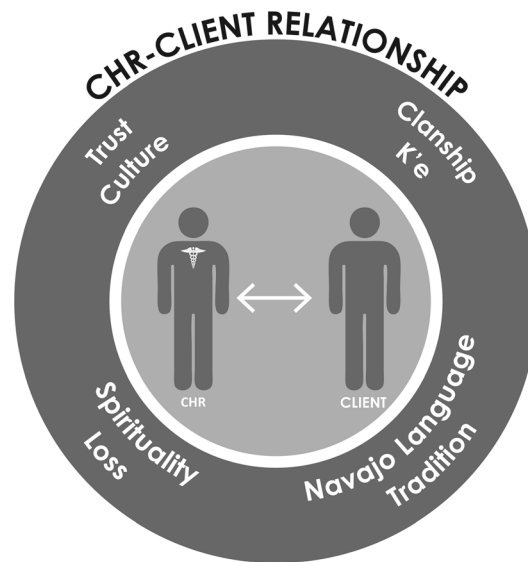 CHR-CLIENT RELATIONSHIP
Trust
Culture
Clanship
K'e
CHR
CLIENT
Spirituality
Loss
Navajo Language
Tradition